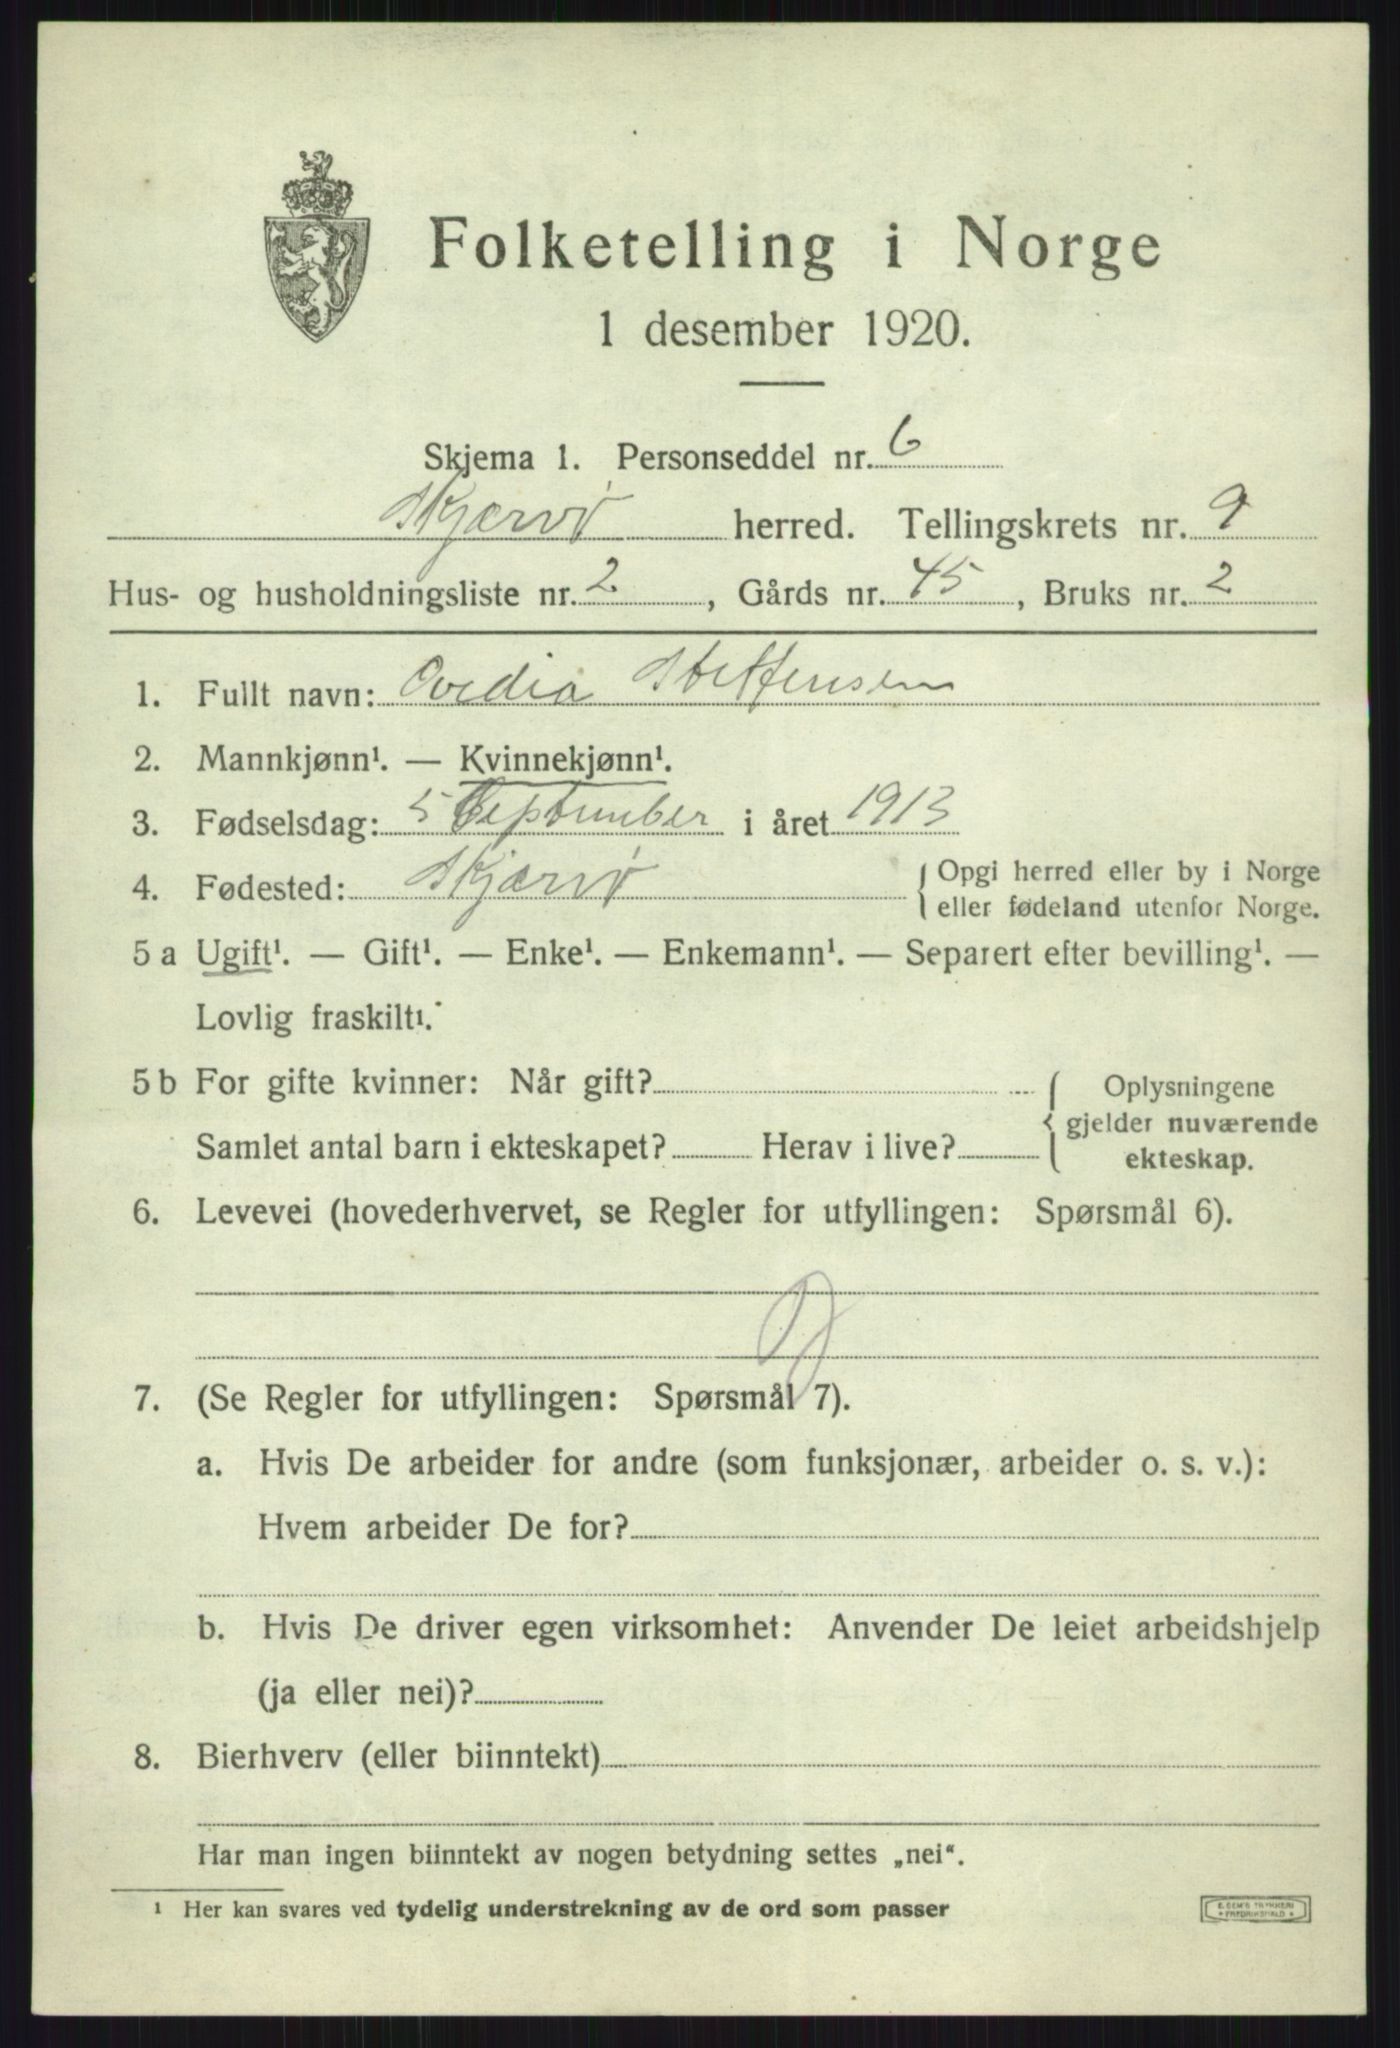 Folketelling i Norge
1 desember 1920.
Skjema 1. Personseddel nr. 6
Skjærvø herred. Tellingskrets nr. 9
Hus- og husholdningsliste nr. 2, Gårds nr. 45, Bruks nr. 2
1. Fullt navn: Ovedia Steffensen
2. Mannkjønn¹. — Kvinnekjønn¹.
3. Fødselsdag: 5 September i året 1913
4. Fødested: Skjærvø { Opgi herred eller by i Norge
eller fødeland utenfor Norge.
5 a Ugift¹. — Gift¹. — Enke¹. — Enkemann¹. — Separert efter bevilling¹. —
Lovlig fraskilt¹.
5 b For gifte kvinner: Når gift?
Samlet antal barn i ekteskapet? Herav i live?
{ Oplysningene
gjelder nuværende
ekteskap.
6. Levevei (hovederhvervet, se Regler for utfyllingen: Spørsmål 6).
7. (Se Regler for utfyllingen: Spørsmål 7).
a. Hvis De arbeider for andre (som funksjonær, arbeider o. s. v.):
Hvem arbeider De for?
b. Hvis De driver egen virksomhet: Anvender De leiet arbeidshjelp
(ja eller nei)?
8. Bierhverv (eller biinntekt)
Har man ingen biinntekt av nogen betydning settes „nei“.
¹ Her kan svares ved tydelig understrekning av de ord som passer